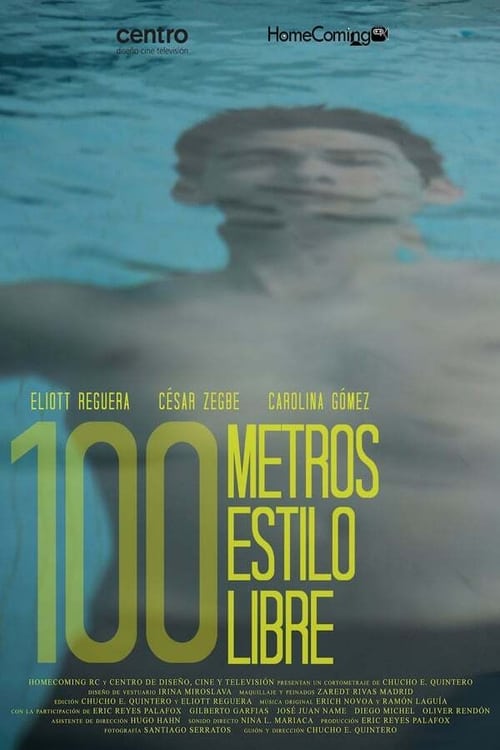 centro
diseño cine televisión
HomeComing
ELIOTT REGUERA CÉSAR ZEGBE CAROLINA GÓMEZ
100 METROS
ESTILO
LIBRE
HOMECOMING RC Y CENTRO DE DISEÑO, CINE Y TELEVISIÓN PRESENTAN UN CORTOMETRAJE DE CHUCHO E. QUINTERO
DISEÑO DE VESTUARIO IRINA MIROSLAVA MAQUILLAJE Y PEINADOS ZAREDT RIVAS MADRID
EDICIÓN CHUCHO E. QUINTERO Y ELIOTT REGUERA MÚSICA ORIGINAL ERICH NOVOA Y RAMÓN LAGUÍA
CON LA PARTICIPACIÓN DE ERIC REYES PALAFOX GILBERTO GARFIAS JOSÉ JUAN NAME DIEGO MICHEL OLIVER RENDÓN
ASISTENTE DE DIRECCIÓN HUGO HAHN SONIDO DIRECTO NINA L. MARIACA PRODUCCIÓN ERIC REYES PALAFOX
FOTOGRAFÍA SANTIAGO SERRATOS GUIÓN Y DIRECCIÓN CHUCHO E. QUINTERO